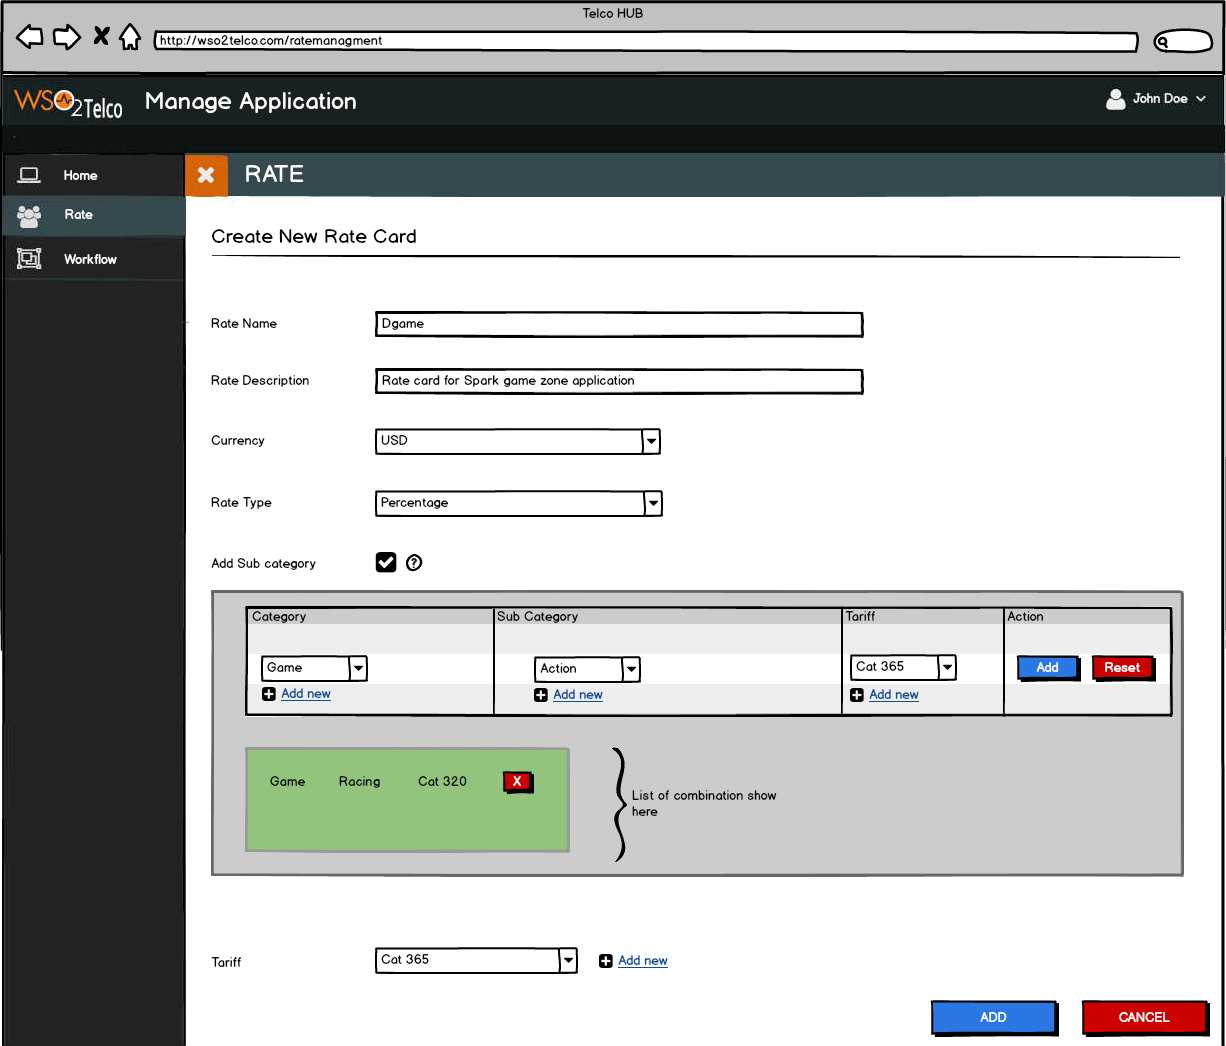 Telco HUB
http://wso2telco.com/ratemanagment
WSO2Telco
Manage Application
John Doe
Home
RATE
Rate
Workflow
Create New Rate Card
Rate Name
Dgame
Rate Description
Rate card for Spark game zone application
Currency
USD
Rate Type
Percentage
Add Sub category
?
Category Sub Category Tariff Action
Game Action Cat 365 Add Reset
Add new Add new Add new
Game Racing Cat 320 X
List of combination show
here
Tariff
Cat 365
Add new
ADD
CANCEL